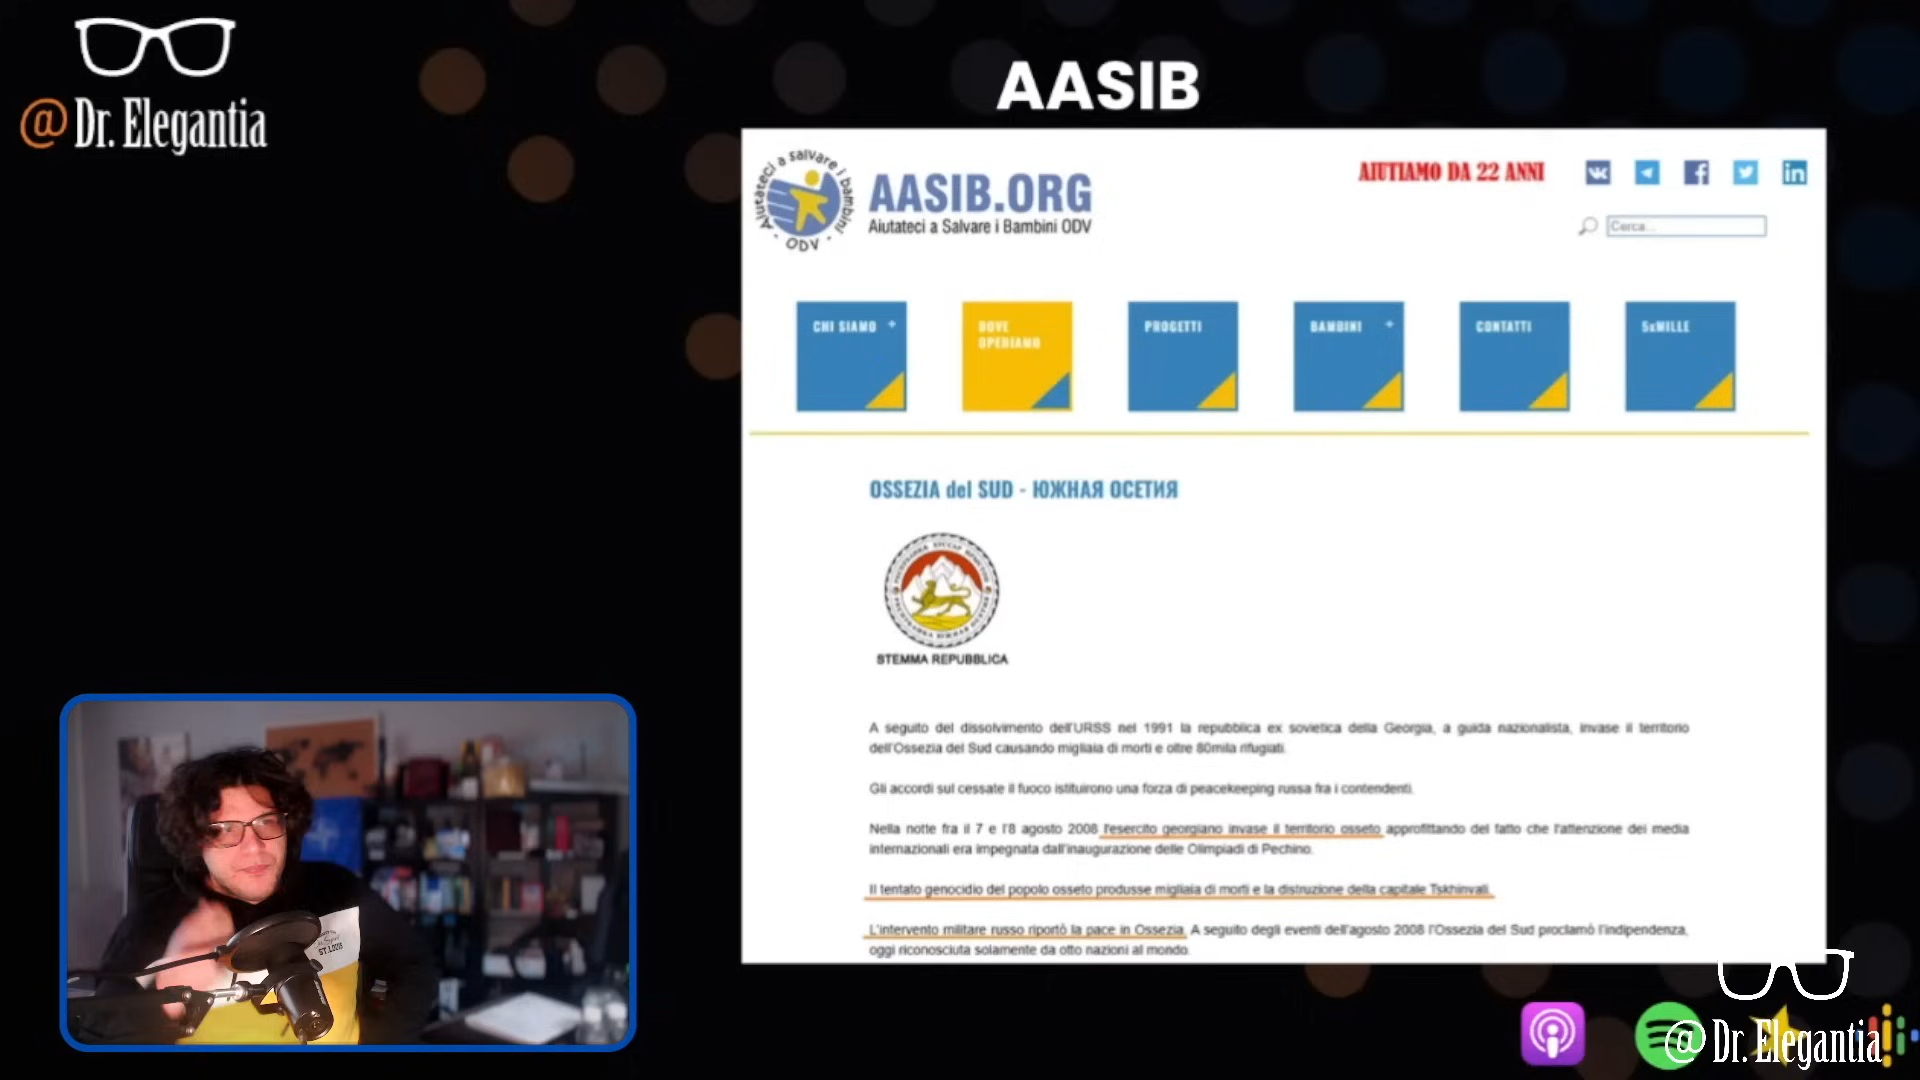 @ Dr. Elegantia
AASIB
Aiutateci a salvare i bambini - ODV -
AASIB.ORG
Aiutateci a Salvare i Bambini ODV
AIUTIAMO DA 22 ANNI
Cerca...
CHI SIAMO +
DOVE OPERIAMO
PROGETTI
BAMBINI +
CONTATTI
5xMILLE
OSSEZIA del SUD - ЮЖНАЯ ОСЕТИЯ
STEMMA REPUBBLICA
A seguito del dissolvimento dell'URSS nel 1991 la repubblica ex sovietica della Georgia, a guida nazionalista, invase il territorio
dell'Ossezia del Sud causando migliaia di morti e oltre 80mila rifugiati.
Gli accordi sul cessate il fuoco istituirono una forza di peacekeeping russa fra i contendenti.
Nella notte fra il 7 e l'8 agosto 2008 l'esercito georgiano invase il territorio osseto approfittando del fatto che l'attenzione dei media
internazionali era impegnata dall'inaugurazione delle Olimpiadi di Pechino.
Il tentato genocidio del popolo osseto produsse migliaia di morti e la distruzione della capitale Tskhinvali.
L'intervento militare russo riportò la pace in Ossezia. A seguito degli eventi dell'agosto 2008 l'Ossezia del Sud proclamò l'indipendenza,
oggi riconosciuta solamente da otto nazioni al mondo.
ST. LOUIS
@ Dr. Elegantia